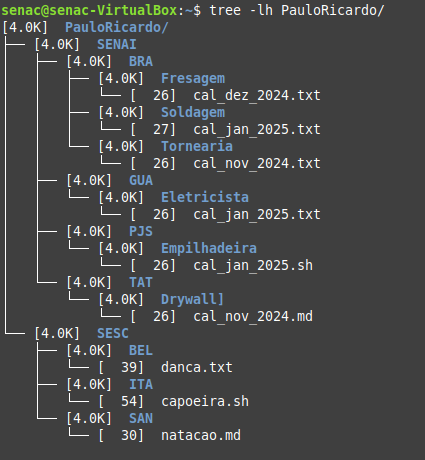 senac@senac-VirtualBox:~$ tree -lh PauloRicardo/
[4.0K]  PauloRicardo/
├── [4.0K]  SENAI
│   ├── [4.0K]  BRA
│   │   ├── [4.0K]  Fresagem
│   │   │   └── [  26]  cal_dez_2024.txt
│   │   ├── [4.0K]  Soldagem
│   │   │   └── [  27]  cal_jan_2025.txt
│   │   └── [4.0K]  Tornearia
│   │       └── [  26]  cal_nov_2024.txt
│   ├── [4.0K]  GUA
│   │   └── [4.0K]  Eletricista
│   │       └── [  26]  cal_jan_2025.txt
│   ├── [4.0K]  PJS
│   │   └── [4.0K]  Empilhadeira
│   │       └── [  26]  cal_jan_2025.sh
│   └── [4.0K]  TAT
│       └── [4.0K]  Drywall]
│           └── [  26]  cal_nov_2024.md
└── [4.0K]  SESC
    ├── [4.0K]  BEL
    │   └── [  39]  danca.txt
    ├── [4.0K]  ITA
    │   └── [  54]  capoeira.sh
    └── [4.0K]  SAN
        └── [  30]  natacao.md